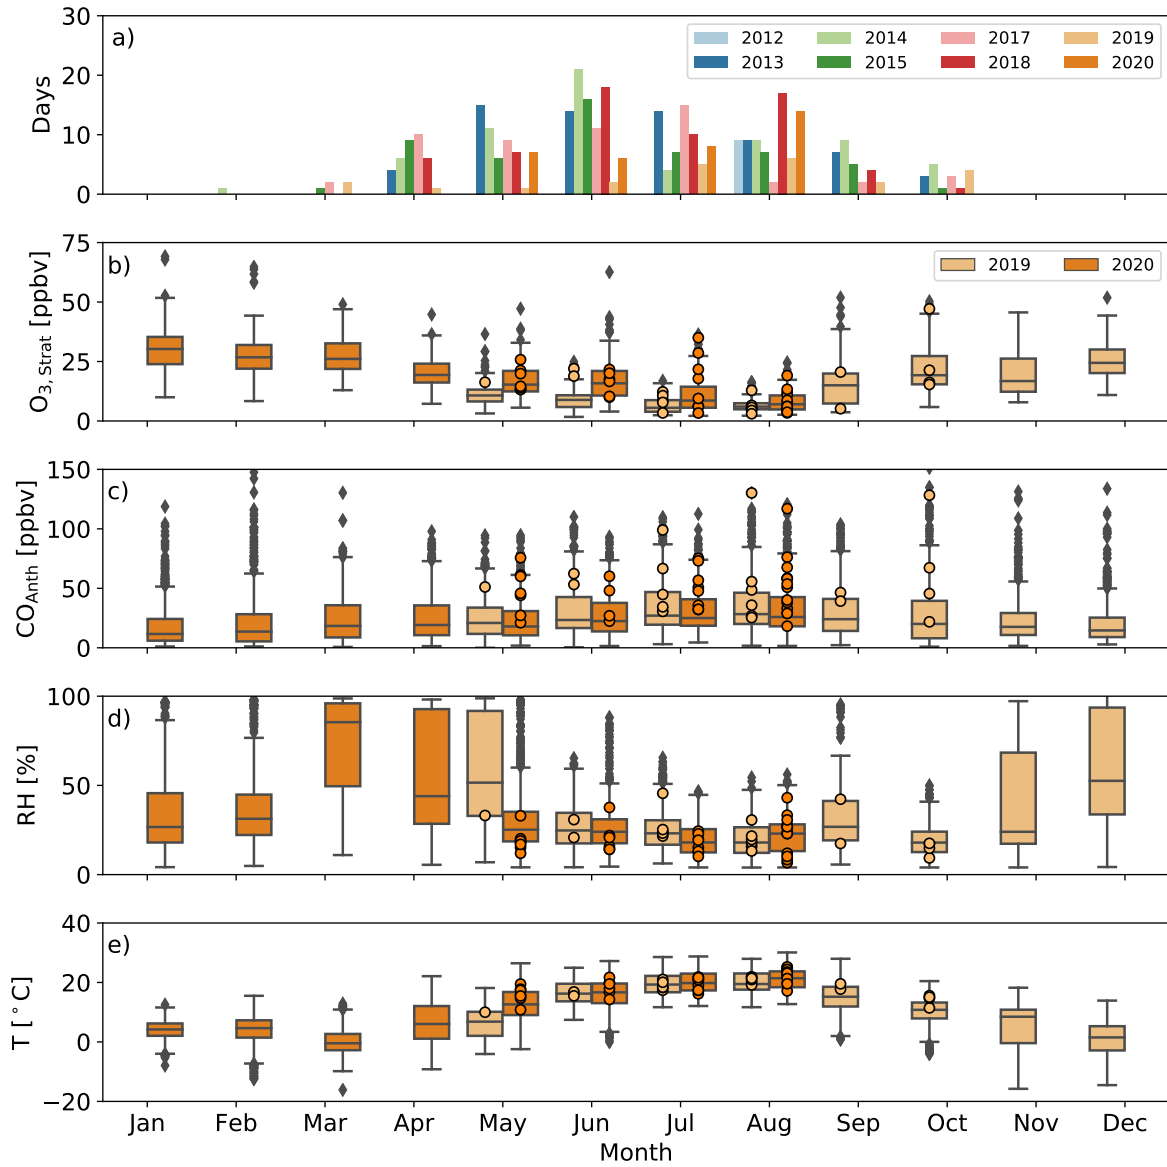 a)
30
20
10
0
Days
2012 2014 2017 2019
2013 2015 2018 2020
b)
75
50
25
0
O3, Strat [ppbv]
2019 2020
c)
150
100
50
0
COAnth [ppbv]
d)
100
50
0
RH [%]
e)
40
20
0
−20
T [°C]
Jan Feb Mar Apr May Jun Jul Aug Sep Oct Nov Dec
Month